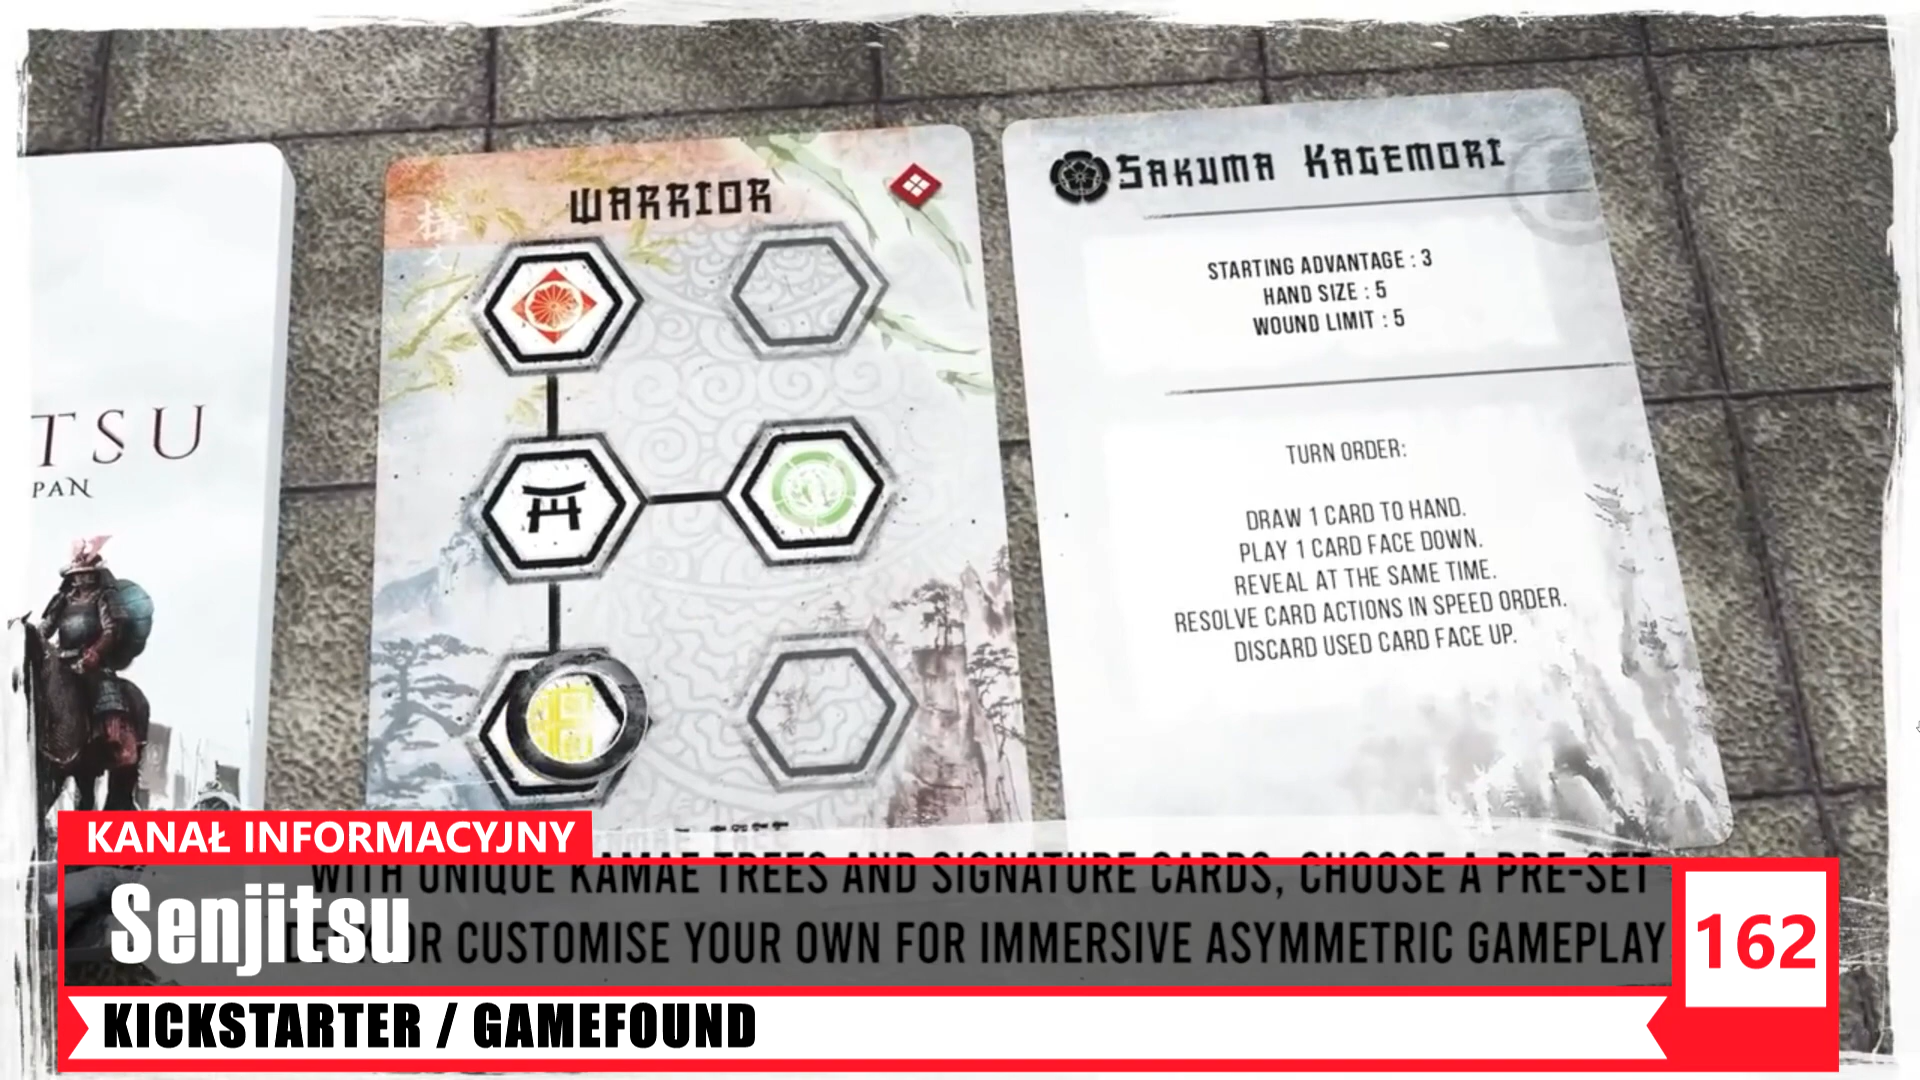 WARRIOR
SAKUMA KAGEMORI
STARTING ADVANTAGE : 3
HAND SIZE : 5
WOUND LIMIT : 5
TURN ORDER:
DRAW 1 CARD TO HAND.
PLAY 1 CARD FACE DOWN.
REVEAL AT THE SAME TIME.
RESOLVE CARD ACTIONS IN SPEED ORDER.
DISCARD USED CARD FACE UP.
TSU
PAN
KANAŁ INFORMACYJNY
WITH UNIQUE KAMAE TREES AND SIGNATURE CARDS, CHOOSE A PRE-SET
Senjitsu
OR CUSTOMISE YOUR OWN FOR IMMERSIVE ASYMMETRIC GAMEPLAY
162
KICKSTARTER / GAMEFOUND